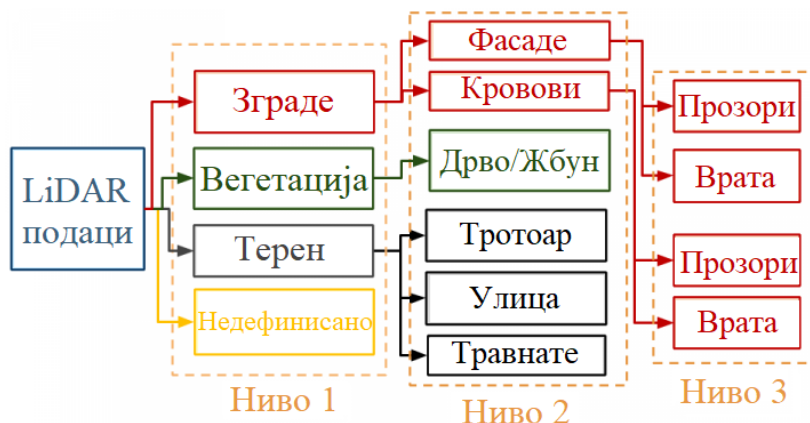 LiDAR
подаци
Зграде
Вегетација
Терен
Недефинисано
Ниво 1
Фасаде
Кровови
Дрво/Жбун
Тротоар
Улица
Травнате
Ниво 2
Прозори
Врата
Прозори
Врата
Ниво 3